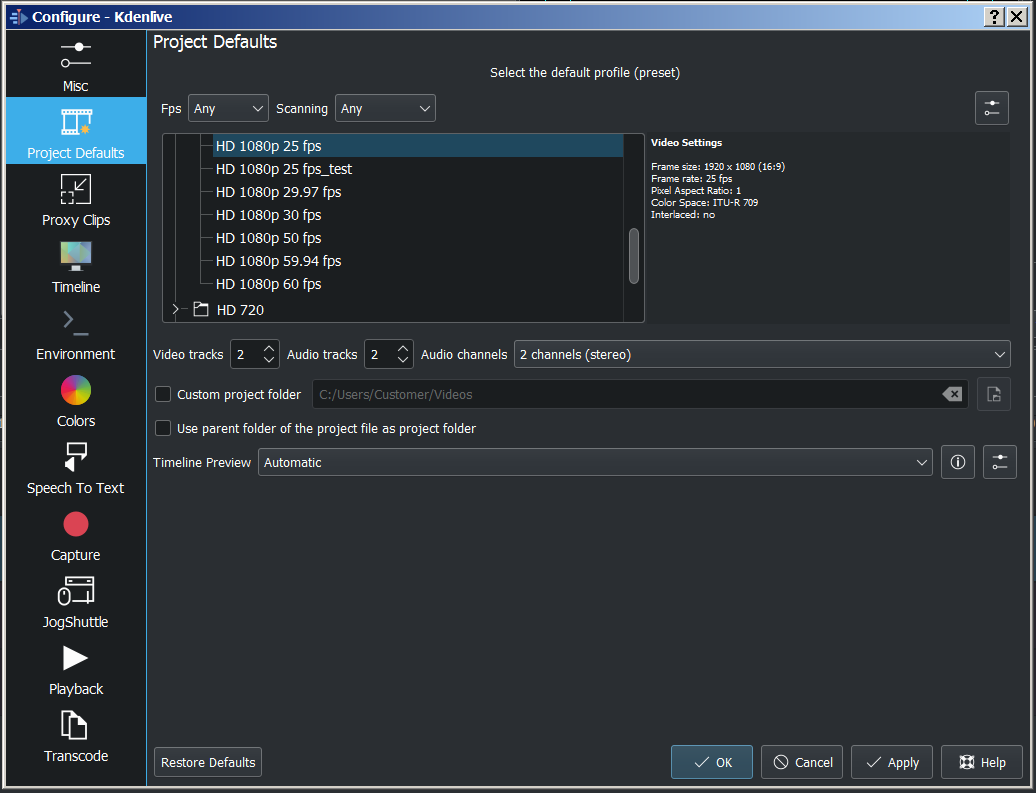 Configure - Kdenlive
Misc
Project Defaults
Proxy Clips
Timeline
Environment
Colors
Speech To Text
Capture
JogShuttle
Playback
Transcode
Project Defaults
Select the default profile (preset)
Fps Any Scanning Any
HD 1080p 25 fps
HD 1080p 25 fps_test
HD 1080p 29.97 fps
HD 1080p 30 fps
HD 1080p 50 fps
HD 1080p 59.94 fps
HD 1080p 60 fps
HD 720
Video Settings
Frame size: 1920 x 1080 (16:9)
Frame rate: 25 fps
Pixel Aspect Ratio: 1
Color Space: ITU-R 709
Interlaced: no
Video tracks 2 Audio tracks 2 Audio channels 2 channels (stereo)
Custom project folder C:/Users/Customer/Videos
Use parent folder of the project file as project folder
Timeline Preview Automatic
Restore Defaults OK Cancel Apply Help